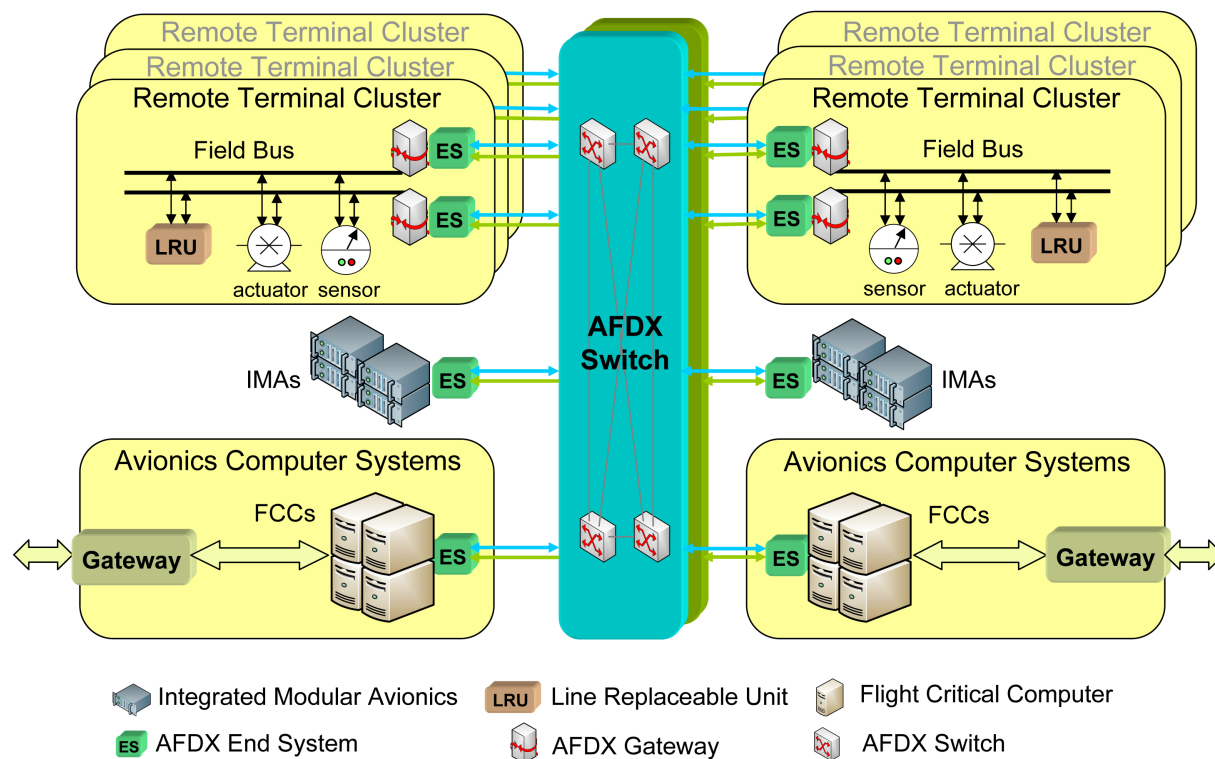 Remote Terminal Cluster
Remote Terminal Cluster
Remote Terminal Cluster
Field Bus
ES
ES
LRU
actuator
sensor
IMAs
ES
Avionics Computer Systems
FCCs
Gateway
ES
AFDX
Switch
Remote Terminal Cluster
Remote Terminal Cluster
Remote Terminal Cluster
ES
Field Bus
ES
LRU
sensor
actuator
ES
IMAs
Avionics Computer Systems
FCCs
ES
Gateway
Integrated Modular Avionics
LRU
Line Replaceable Unit
Flight Critical Computer
ES
AFDX End System
AFDX Gateway
AFDX Switch